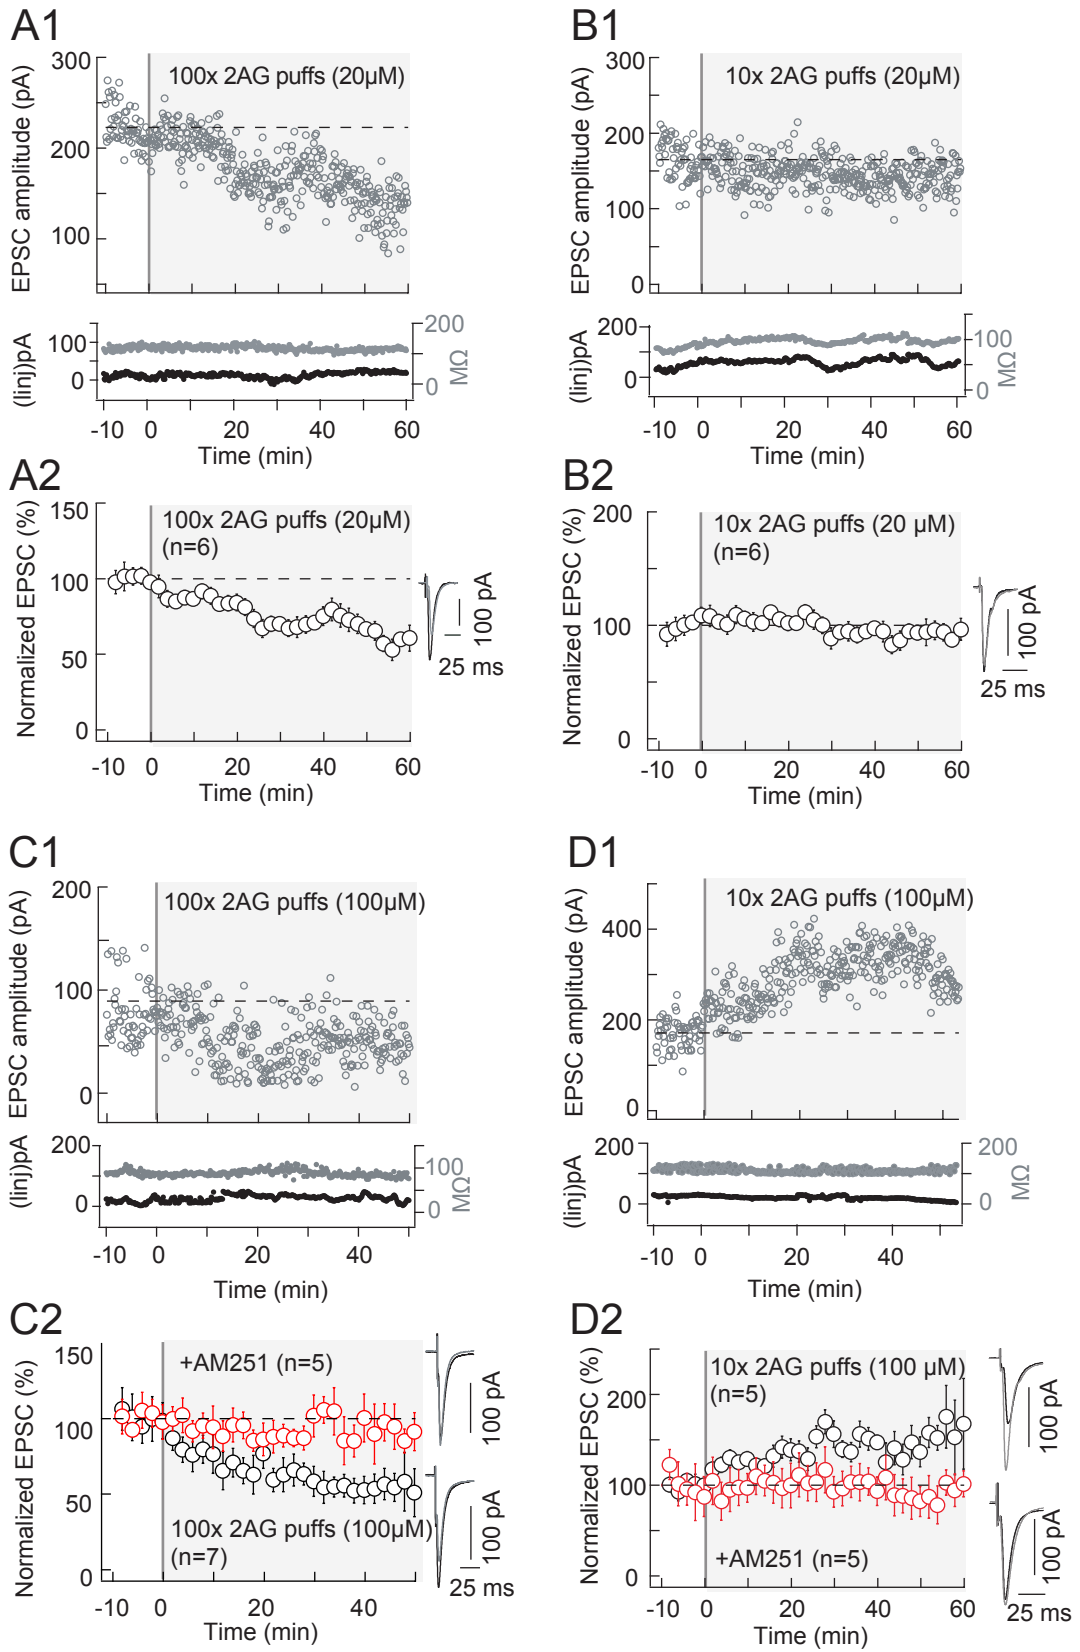 A1
300
200
100
EPSC amplitude (pA)
100x 2AG puffs (20µM)
100
0
(Iinj)pA
200
0
MΩ
-10 0 20 40 60
Time (min)
B1
300
200
100
0
EPSC amplitude (pA)
10x 2AG puffs (20µM)
200
0
(Iinj)pA
100
0
MΩ
-10 0 20 40 60
Time (min)
A2
150
100
50
0
Normalized EPSC (%)
100x 2AG puffs (20µM)
(n=6)
100 pA
25 ms
-10 0 20 40 60
Time (min)
B2
200
100
0
Normalized EPSC (%)
10x 2AG puffs (20 µM)
(n=6)
100 pA
25 ms
-10 0 20 40 60
Time (min)
C1
200
100
0
EPSC amplitude (pA)
100x 2AG puffs (100µM)
200
0
(Iinj)pA
100
0
MΩ
-10 0 20 40
Time (min)
D1
400
200
0
EPSC amplitude (pA)
10x 2AG puffs (100µM)
200
0
(Iinj)pA
200
0
MΩ
-10 0 20 40
Time (min)
C2
150
100
50
0
Normalized EPSC (%)
+AM251 (n=5)
100x 2AG puffs (100µM)
(n=7)
100 pA
100 pA
25 ms
-10 0 20 40
Time (min)
D2
200
100
0
Normalized EPSC (%)
10x 2AG puffs (100 µM)
(n=5)
+AM251 (n=5)
100 pA
100 pA
25 ms
-10 0 20 40 60
Time (min)